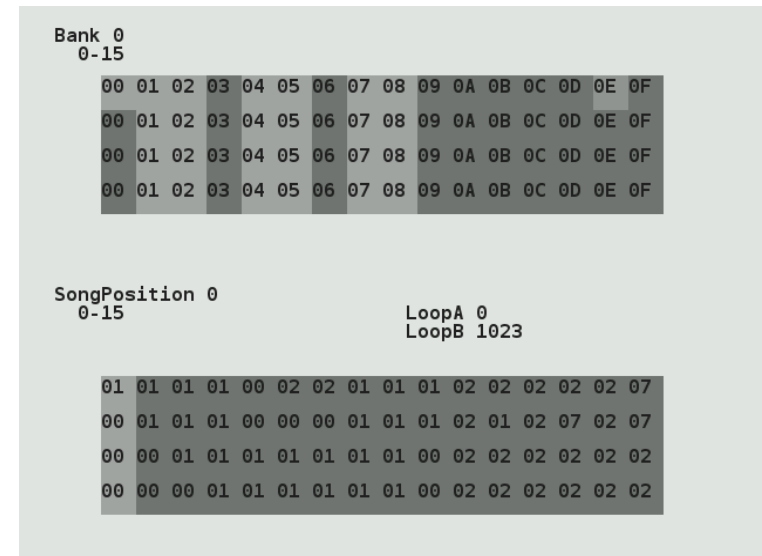 Bank 0
0-15
00 01 02 03 04 05 06 07 08 09 0A 0B 0C 0D 0E 0F
00 01 02 03 04 05 06 07 08 09 0A 0B 0C 0D 0E 0F
00 01 02 03 04 05 06 07 08 09 0A 0B 0C 0D 0E 0F
00 01 02 03 04 05 06 07 08 09 0A 0B 0C 0D 0E 0F
SongPosition 0
0-15
LoopA 0
LoopB 1023
01 01 01 01 00 02 02 01 01 01 02 02 02 02 02 07
00 01 01 01 00 00 00 01 01 01 02 01 02 07 02 07
00 00 01 01 01 01 01 01 01 00 02 02 02 02 02 02
00 00 00 01 01 01 01 01 01 00 02 02 02 02 02 02